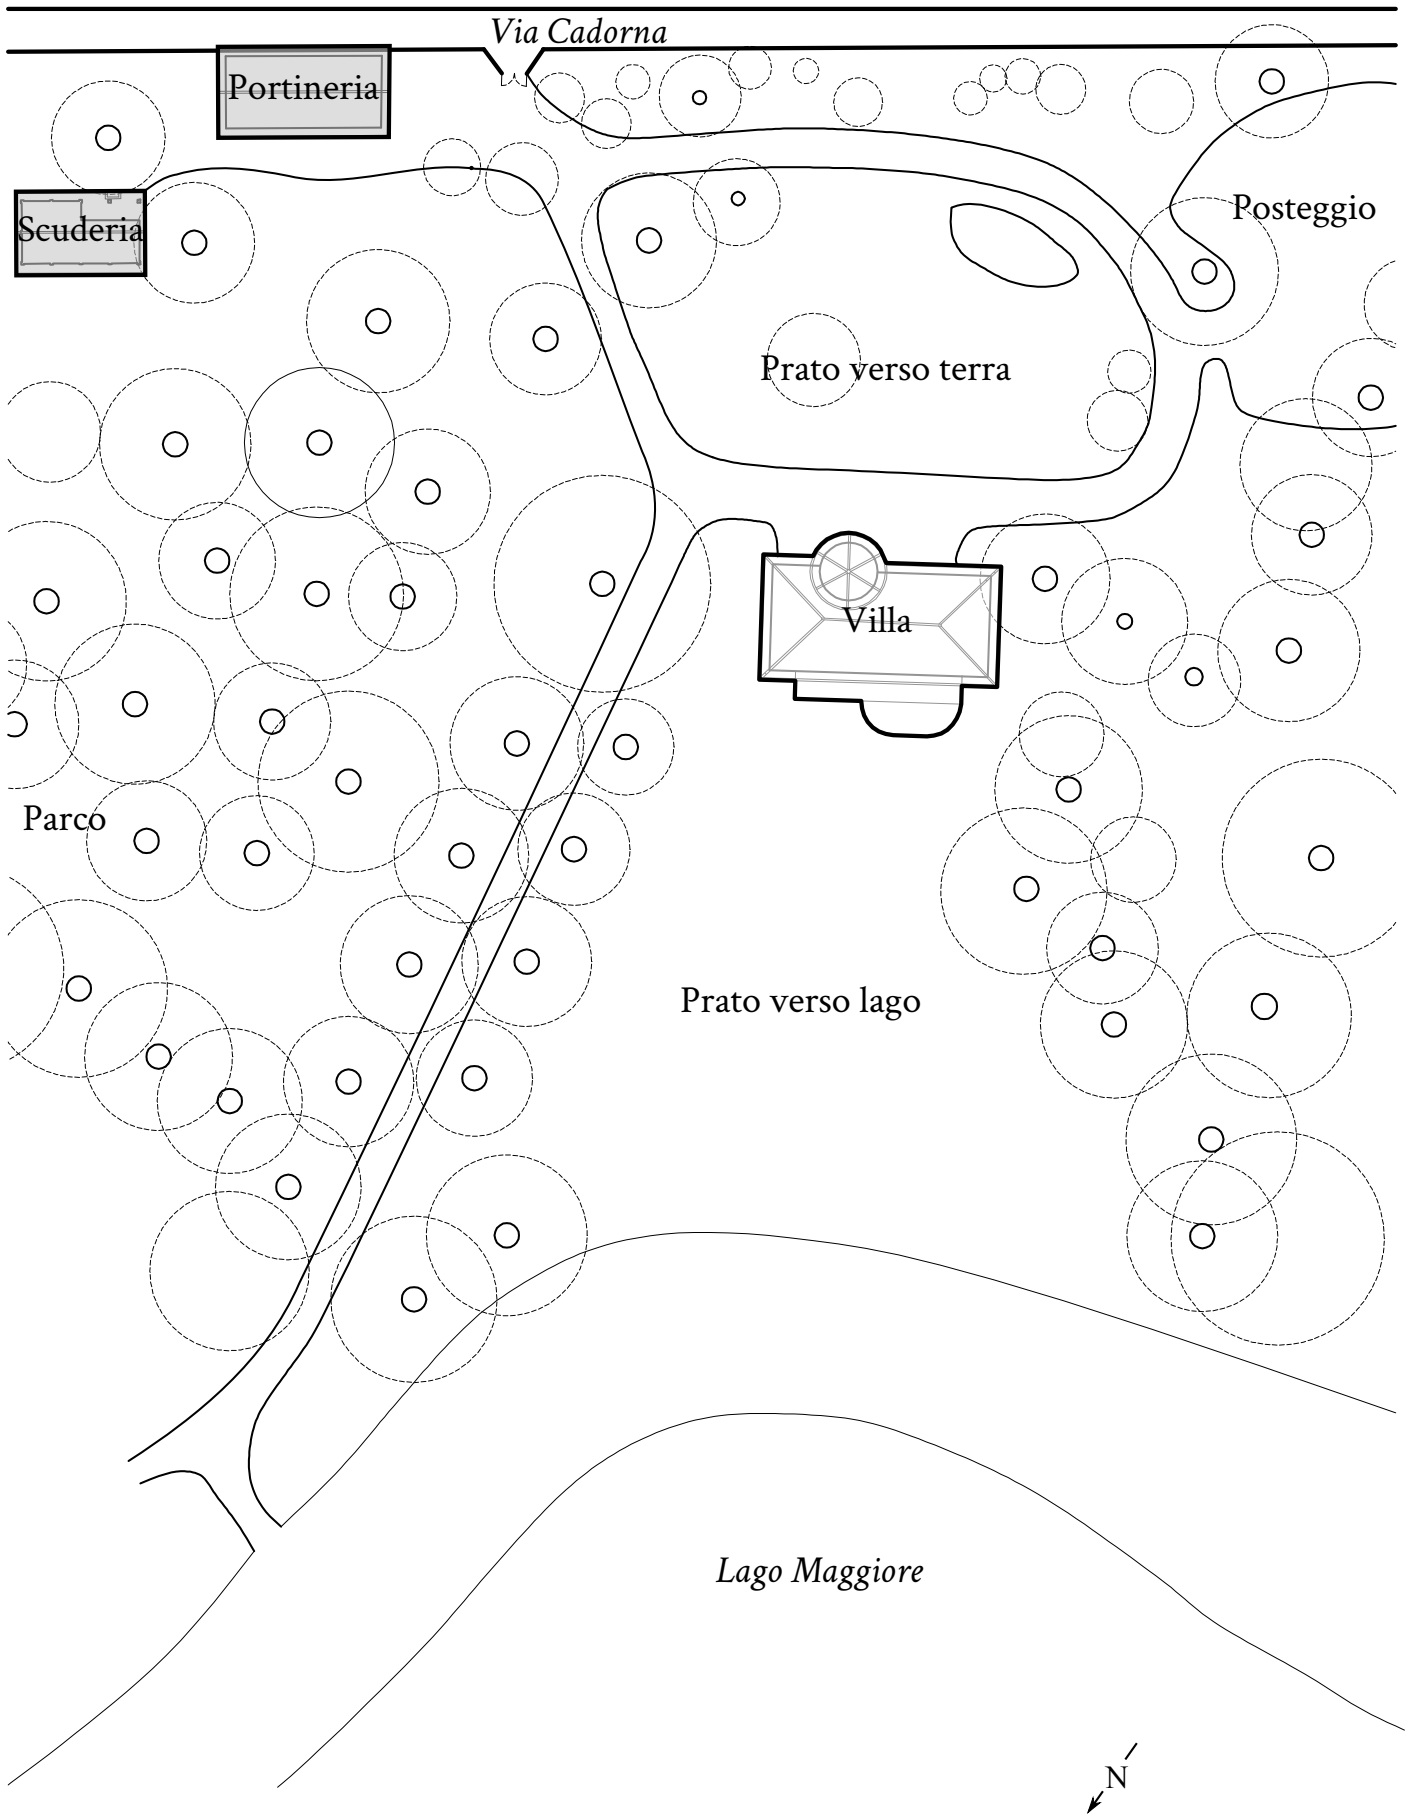 Via Cadorna
Portineria
Scuderia
Posteggio
Prato verso terra
Villa
Parco
Prato verso lago
Lago Maggiore
N